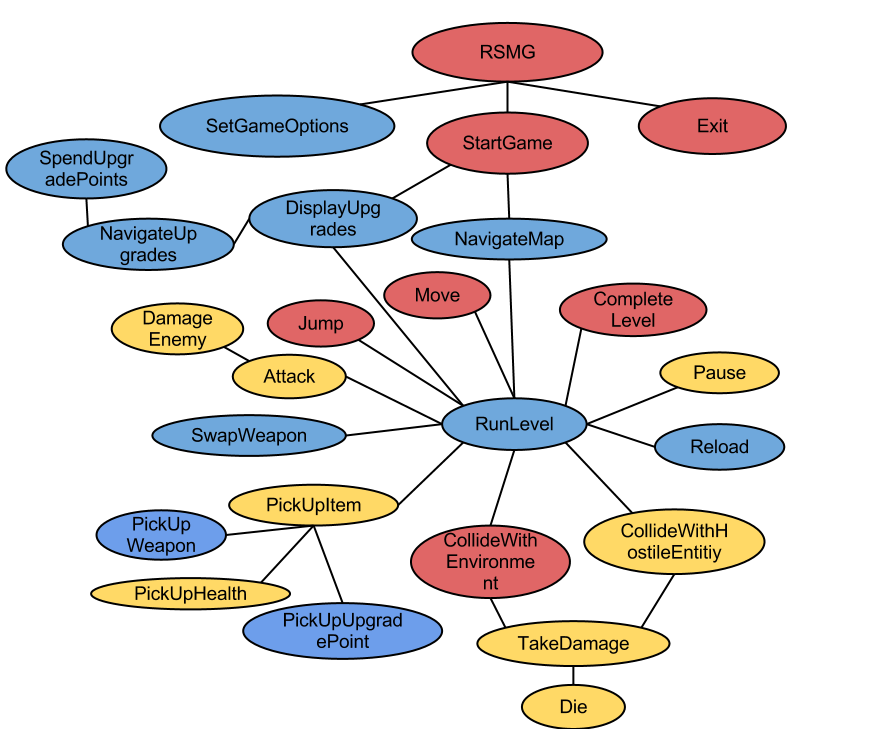 RSMG
SetGameOptions
StartGame
Exit
SpendUpgr
adePoints
DisplayUpg
rades
NavigateUp
grades
NavigateMap
Move
Complete
Level
Damage
Enemy
Jump
Attack
Pause
SwapWeapon
RunLevel
Reload
PickUpItem
PickUp
Weapon
CollideWith
Environme
nt
CollideWithH
ostileEntitiy
PickUpHealth
PickUpUpgrad
ePoint
TakeDamage
Die